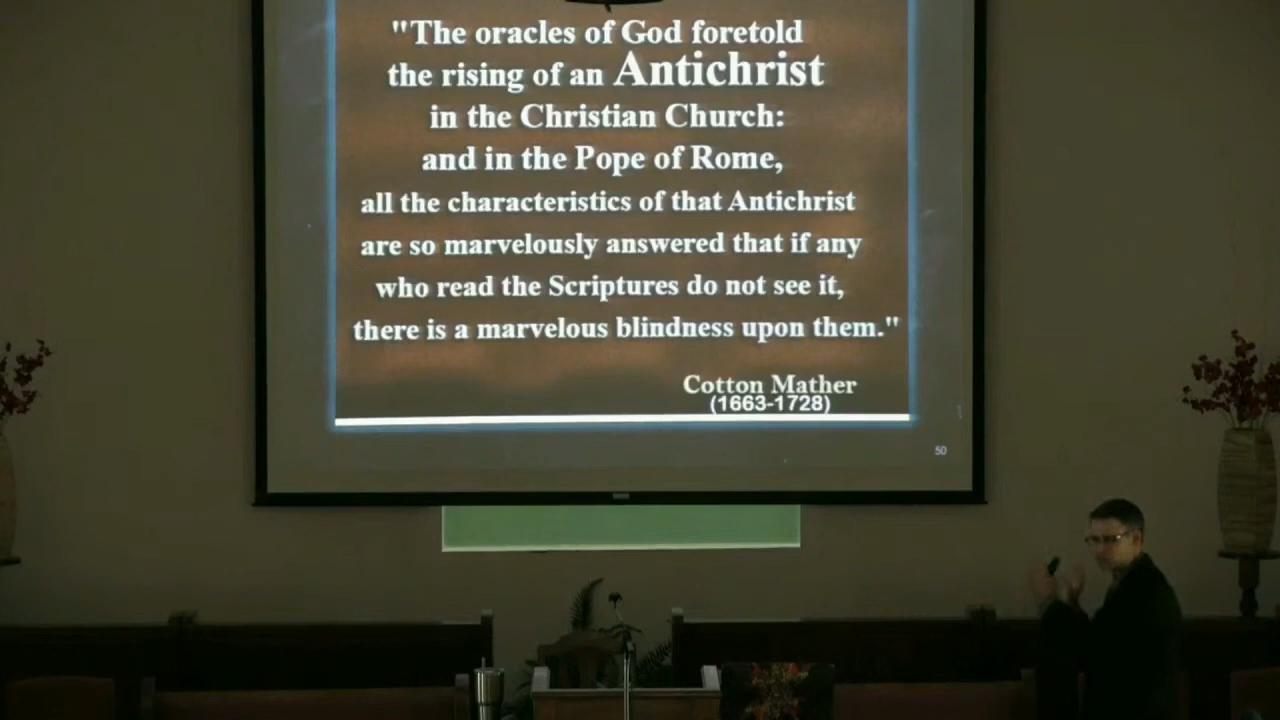 "The oracles of God foretold
the rising of an Antichrist
in the Christian Church:
and in the Pope of Rome,
all the characteristics of that Antichrist
are so marvelously answered that if any
who read the Scriptures do not see it,
there is a marvelous blindness upon them."
Cotton Mather
(1663-1728)
50